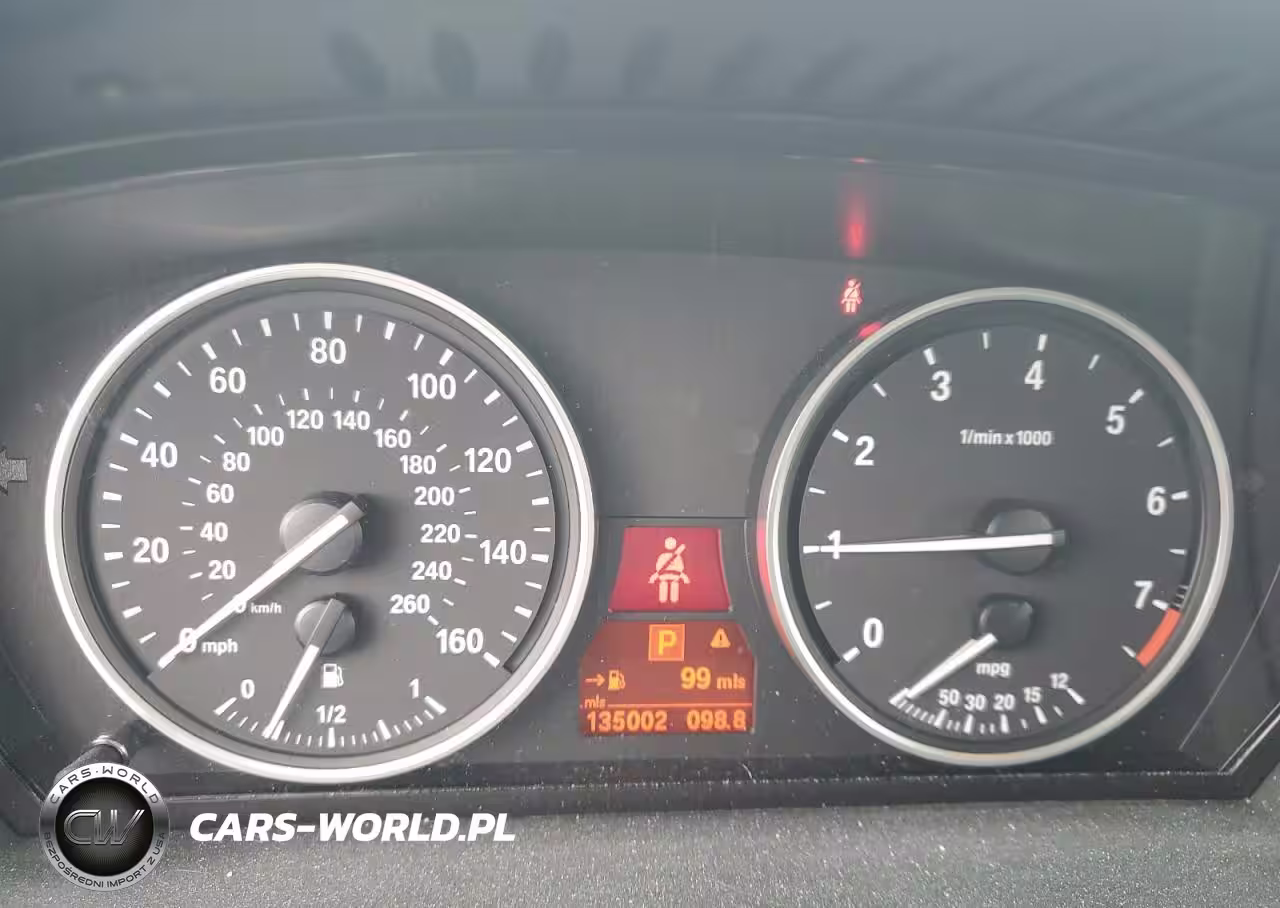 80
60
100
120 140
100
160
40
80
180
120
60
200
20
40
220
140
20
240
0 km/h
260
0 mph
160
0
1/2
1
P
99 mls
mls
135002 098.8
4
3
5
1/min x 1000
2
6
1
7
0
mpg
50 30 20 15 12
CARS-WORLD
CW
BEZPOŚREDNI IMPORT Z USA
CARS-WORLD.PL